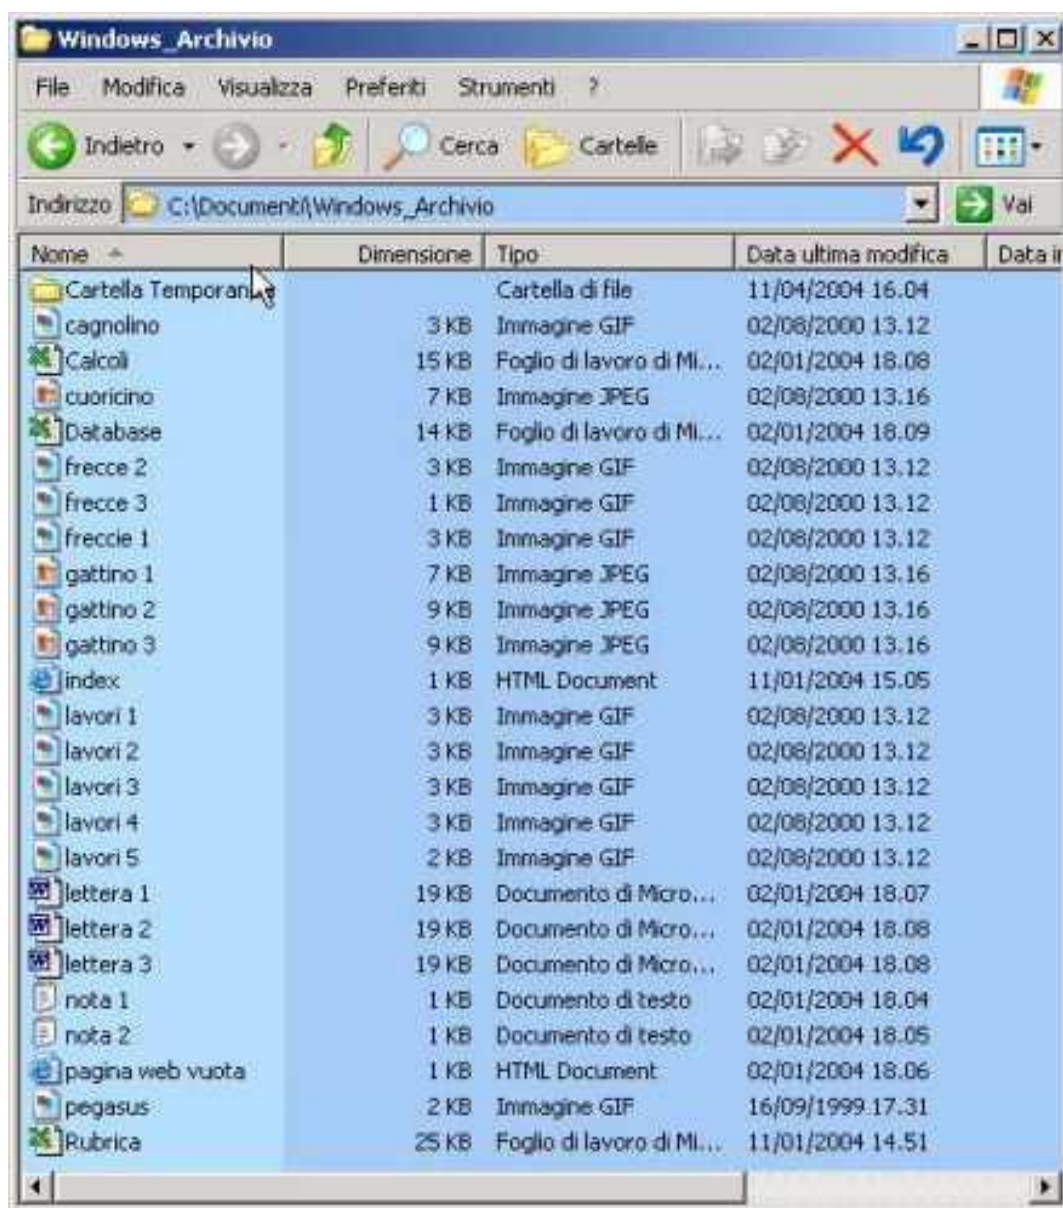 Windows_Archivio
File Modifica Visualizza Preferiti Strumenti ?
Indietro Cerca Cartelle
Indirizzo C:\Documenti\Windows_Archivio Vai
Nome Dimensione Tipo Data ultima modifica Data
Cartella Cartella di file 11/04/2004 16.04
cagnolino 3 KB Immagine GIF 02/08/2000 13.12
Calcoli 15 KB Foglio di lavoro di Mi... 02/01/2004 18.08
cuoricino 7 KB Immagine JPEG 02/08/2000 13.16
Database 14 KB Foglio di lavoro di Mi... 02/01/2004 18.09
frecce 2 3 KB Immagine GIF 02/08/2000 13.12
frecce 3 1 KB Immagine GIF 02/08/2000 13.12
freccie 1 3 KB Immagine GIF 02/08/2000 13.12
gattino 1 7 KB Immagine JPEG 02/08/2000 13.16
gattino 2 9 KB Immagine JPEG 02/08/2000 13.16
gattino 3 9 KB Immagine JPEG 02/08/2000 13.16
index 1 KB HTML Document 11/01/2004 15.05
lavori 1 3 KB Immagine GIF 02/08/2000 13.12
lavori 2 3 KB Immagine GIF 02/08/2000 13.12
lavori 3 3 KB Immagine GIF 02/08/2000 13.12
lavori 4 3 KB Immagine GIF 02/08/2000 13.12
lavori 5 2 KB Immagine GIF 02/08/2000 13.12
lettera 1 19 KB Documento di Micro... 02/01/2004 18.07
lettera 2 19 KB Documento di Micro... 02/01/2004 18.08
lettera 3 19 KB Documento di Micro... 02/01/2004 18.08
nota 1 1 KB Documento di testo 02/01/2004 18.04
nota 2 1 KB Documento di testo 02/01/2004 18.05
pagina web vuota 1 KB HTML Document 02/01/2004 18.06
pegasus 2 KB Immagine GIF 16/09/1999 17.31
Rubrica 25 KB Foglio di lavoro di Mi... 11/01/2004 14.51